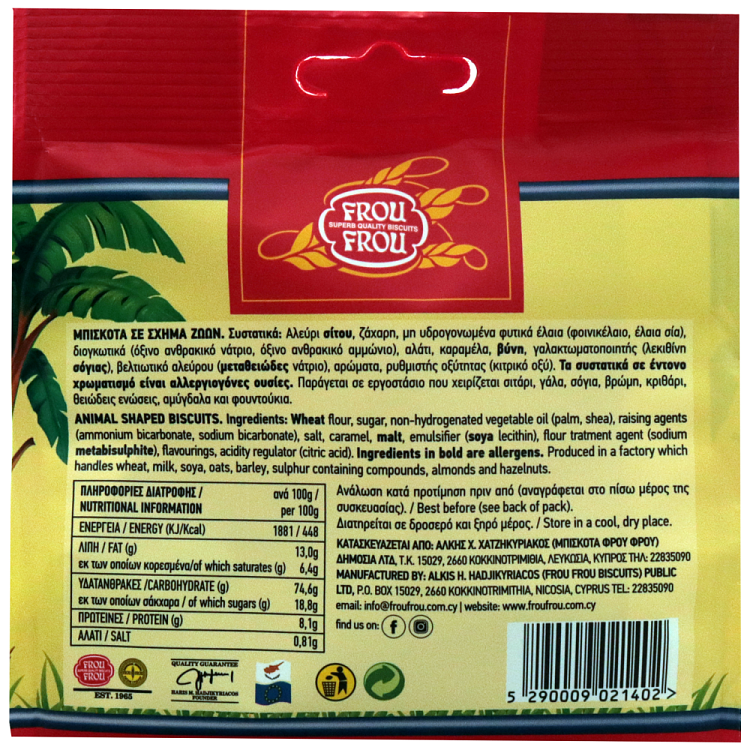 FROU
SUPERB QUALITY BISCUITS
FROU
ΜΠΙΣΚΟΤΑ ΣΕ ΣΧΗΜΑ ΖΩΩΝ. Συστατικά: Αλεύρι σίτου, ζάχαρη, μη υδρογονωμένα φυτικά έλαια (φοινικέλαιο, έλαια σία),
διογκωτικά (όξινο ανθρακικό νάτριο, όξινο ανθρακικό αμμώνιο), αλάτι, καραμέλα, βύνη, γαλακτωματοποιητής (λεκιθίνη
σόγιας), βελτιωτικό αλεύρου (μεταθειώδες νάτριο), αρώματα, ρυθμιστής οξύτητας (κιτρικό οξύ). Τα συστατικά σε έντονο
χρωματισμό είναι αλλεργιογόνες ουσίες. Παράγεται σε εργοστάσιο που χειρίζεται σιτάρι, γάλα, σόγια, βρώμη, κριθάρι,
θειώδεις ενώσεις, αμύγδαλα και φουντούκια.
ANIMAL SHAPED BISCUITS. Ingredients: Wheat flour, sugar, non-hydrogenated vegetable oil (palm, shea), raising agents
(ammonium bicarbonate, sodium bicarbonate), salt, caramel, malt, emulsifier (soya lecithin), flour tratment agent (sodium
metabisulphite), flavourings, acidity regulator (citric acid). Ingredients in bold are allergens. Produced in a factory which
handles wheat, milk, soya, oats, barley, sulphur containing compounds, almonds and hazelnuts.
ΠΛΗΡΟΦΟΡΙΕΣ ΔΙΑΤΡΟΦΗΣ / ανά 100g /
NUTRITIONAL INFORMATION per 100g
ΕΝΕΡΓΕΙΑ / ENERGY (KJ/Kcal) 1881 / 448
ΛΙΠΗ / FAT (g) 13,0g
εκ των οποίων κορεσμένα/of which saturates (g) 6,4g
ΥΔΑΤΑΝΘΡΑΚΕΣ /CARBOHYDRATE (g) 74,6g
εκ των οποίων σάκχαρα / of which sugars (g) 18,8g
ΠΡΩΤΕΙΝΕΣ / PROTEIN (g) 8,1g
ΑΛΑΤΙ / SALT 0,81g
Ανάλωση κατά προτίμηση πριν από (αναγράφεται στο πίσω μέρος της
συσκευασίας). / Best before (see back of pack).
Διατηρείται σε δροσερό και ξηρό μέρος. / Store in a cool, dry place.
ΚΑΤΑΣΚΕΥΑΖΕΤΑΙ ΑΠΟ: ΑΛΚΗΣ Χ. ΧΑΤΖΗΚΥΡΙΑΚΟΣ (ΜΠΙΣΚΟΤΑ ΦΡΟΥ ΦΡΟΥ)
ΔΗΜΟΣΙΑ ΛΤΔ, Τ.Κ. 15029, 2660 ΚΟΚΚΙΝΟΤΡΙΜΙΘΙΑ, ΛΕΥΚΩΣΙΑ, ΚΥΠΡΟΣ ΤΗΛ: 22835090
MANUFACTURED BY: ALKIS H. HADJIKYRIACOS (FROU FROU BISCUITS) PUBLIC
LTD, P.O. BOX 15029, 2660 KOKKINOTRIMITHIA, NICOSIA, CYPRUS TEL: 22835090
email: info@froufrou.com.cy | website: www.froufrou.com.cy
find us on:
FROU
FROU
EST. 1965
QUALITY GUARANTEE
HARIS M. HADJIKYRIACOS
FOUNDER
5 290009 021402 >